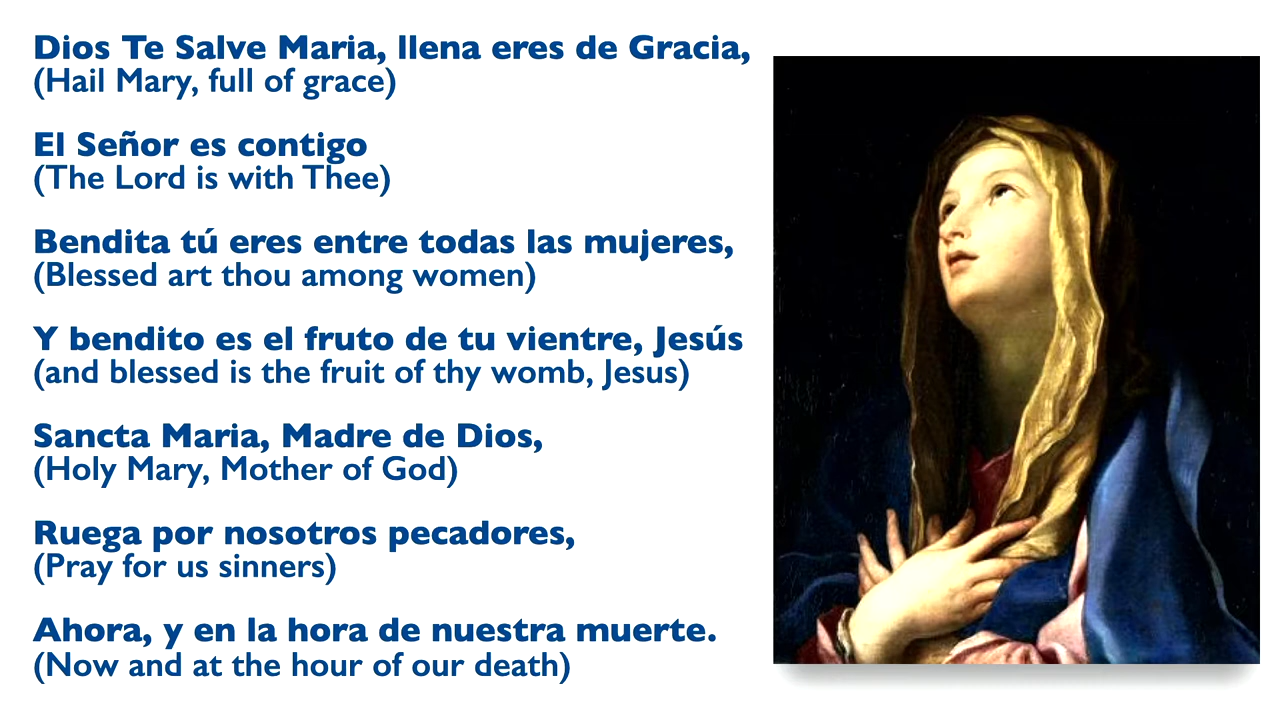 Dios Te Salve Maria, llena eres de Gracia,
(Hail Mary, full of grace)
El Señor es contigo
(The Lord is with Thee)
Bendita tú eres entre todas las mujeres,
(Blessed art thou among women)
Y bendito es el fruto de tu vientre, Jesús
(and blessed is the fruit of thy womb, Jesus)
Sancta Maria, Madre de Dios,
(Holy Mary, Mother of God)
Ruega por nosotros pecadores,
(Pray for us sinners)
Ahora, y en la hora de nuestra muerte.
(Now and at the hour of our death)